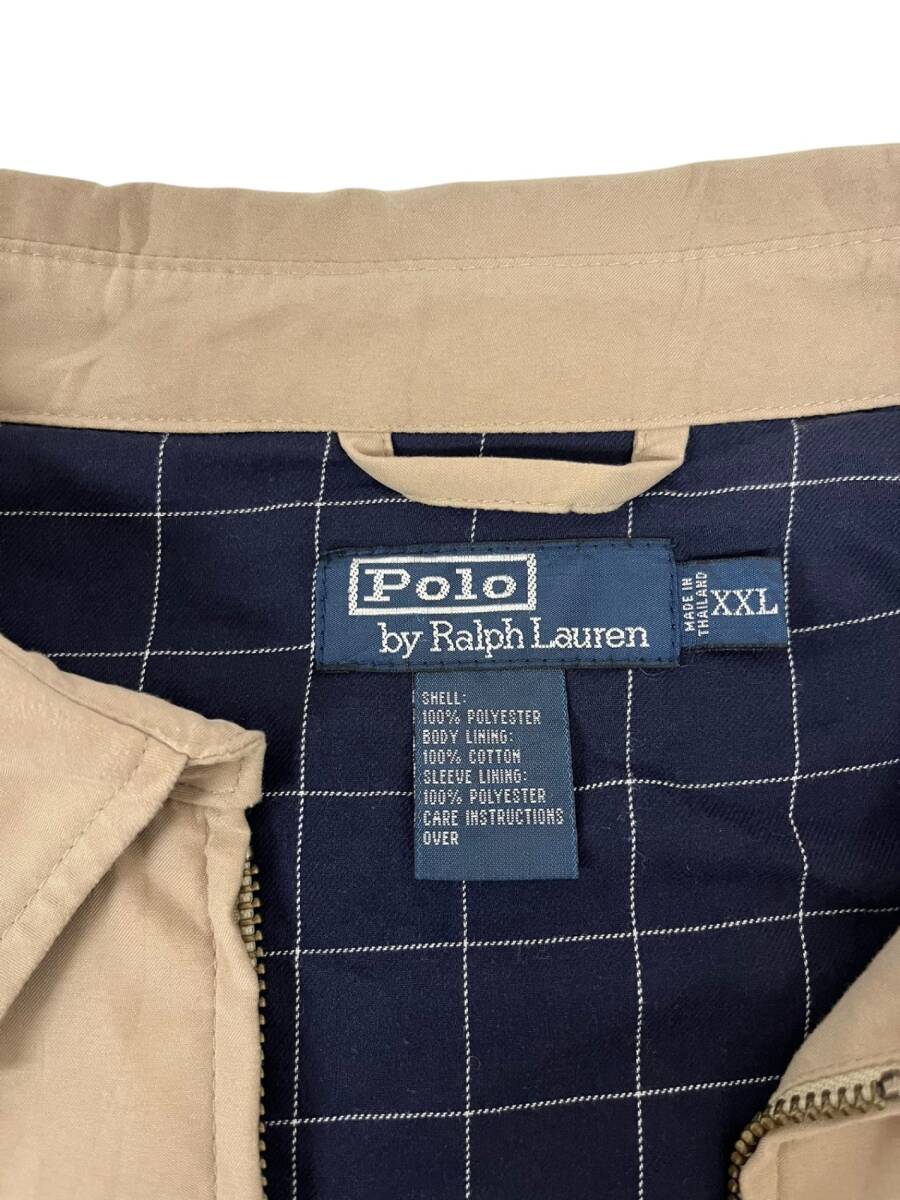 Polo
by Ralph Lauren
MADE IN
THAILAND
XXL
SHELL:
100% POLYESTER
BODY LINING:
100% COTTON
SLEEVE LINING:
100% POLYESTER
CARE INSTRUCTIONS
OVER